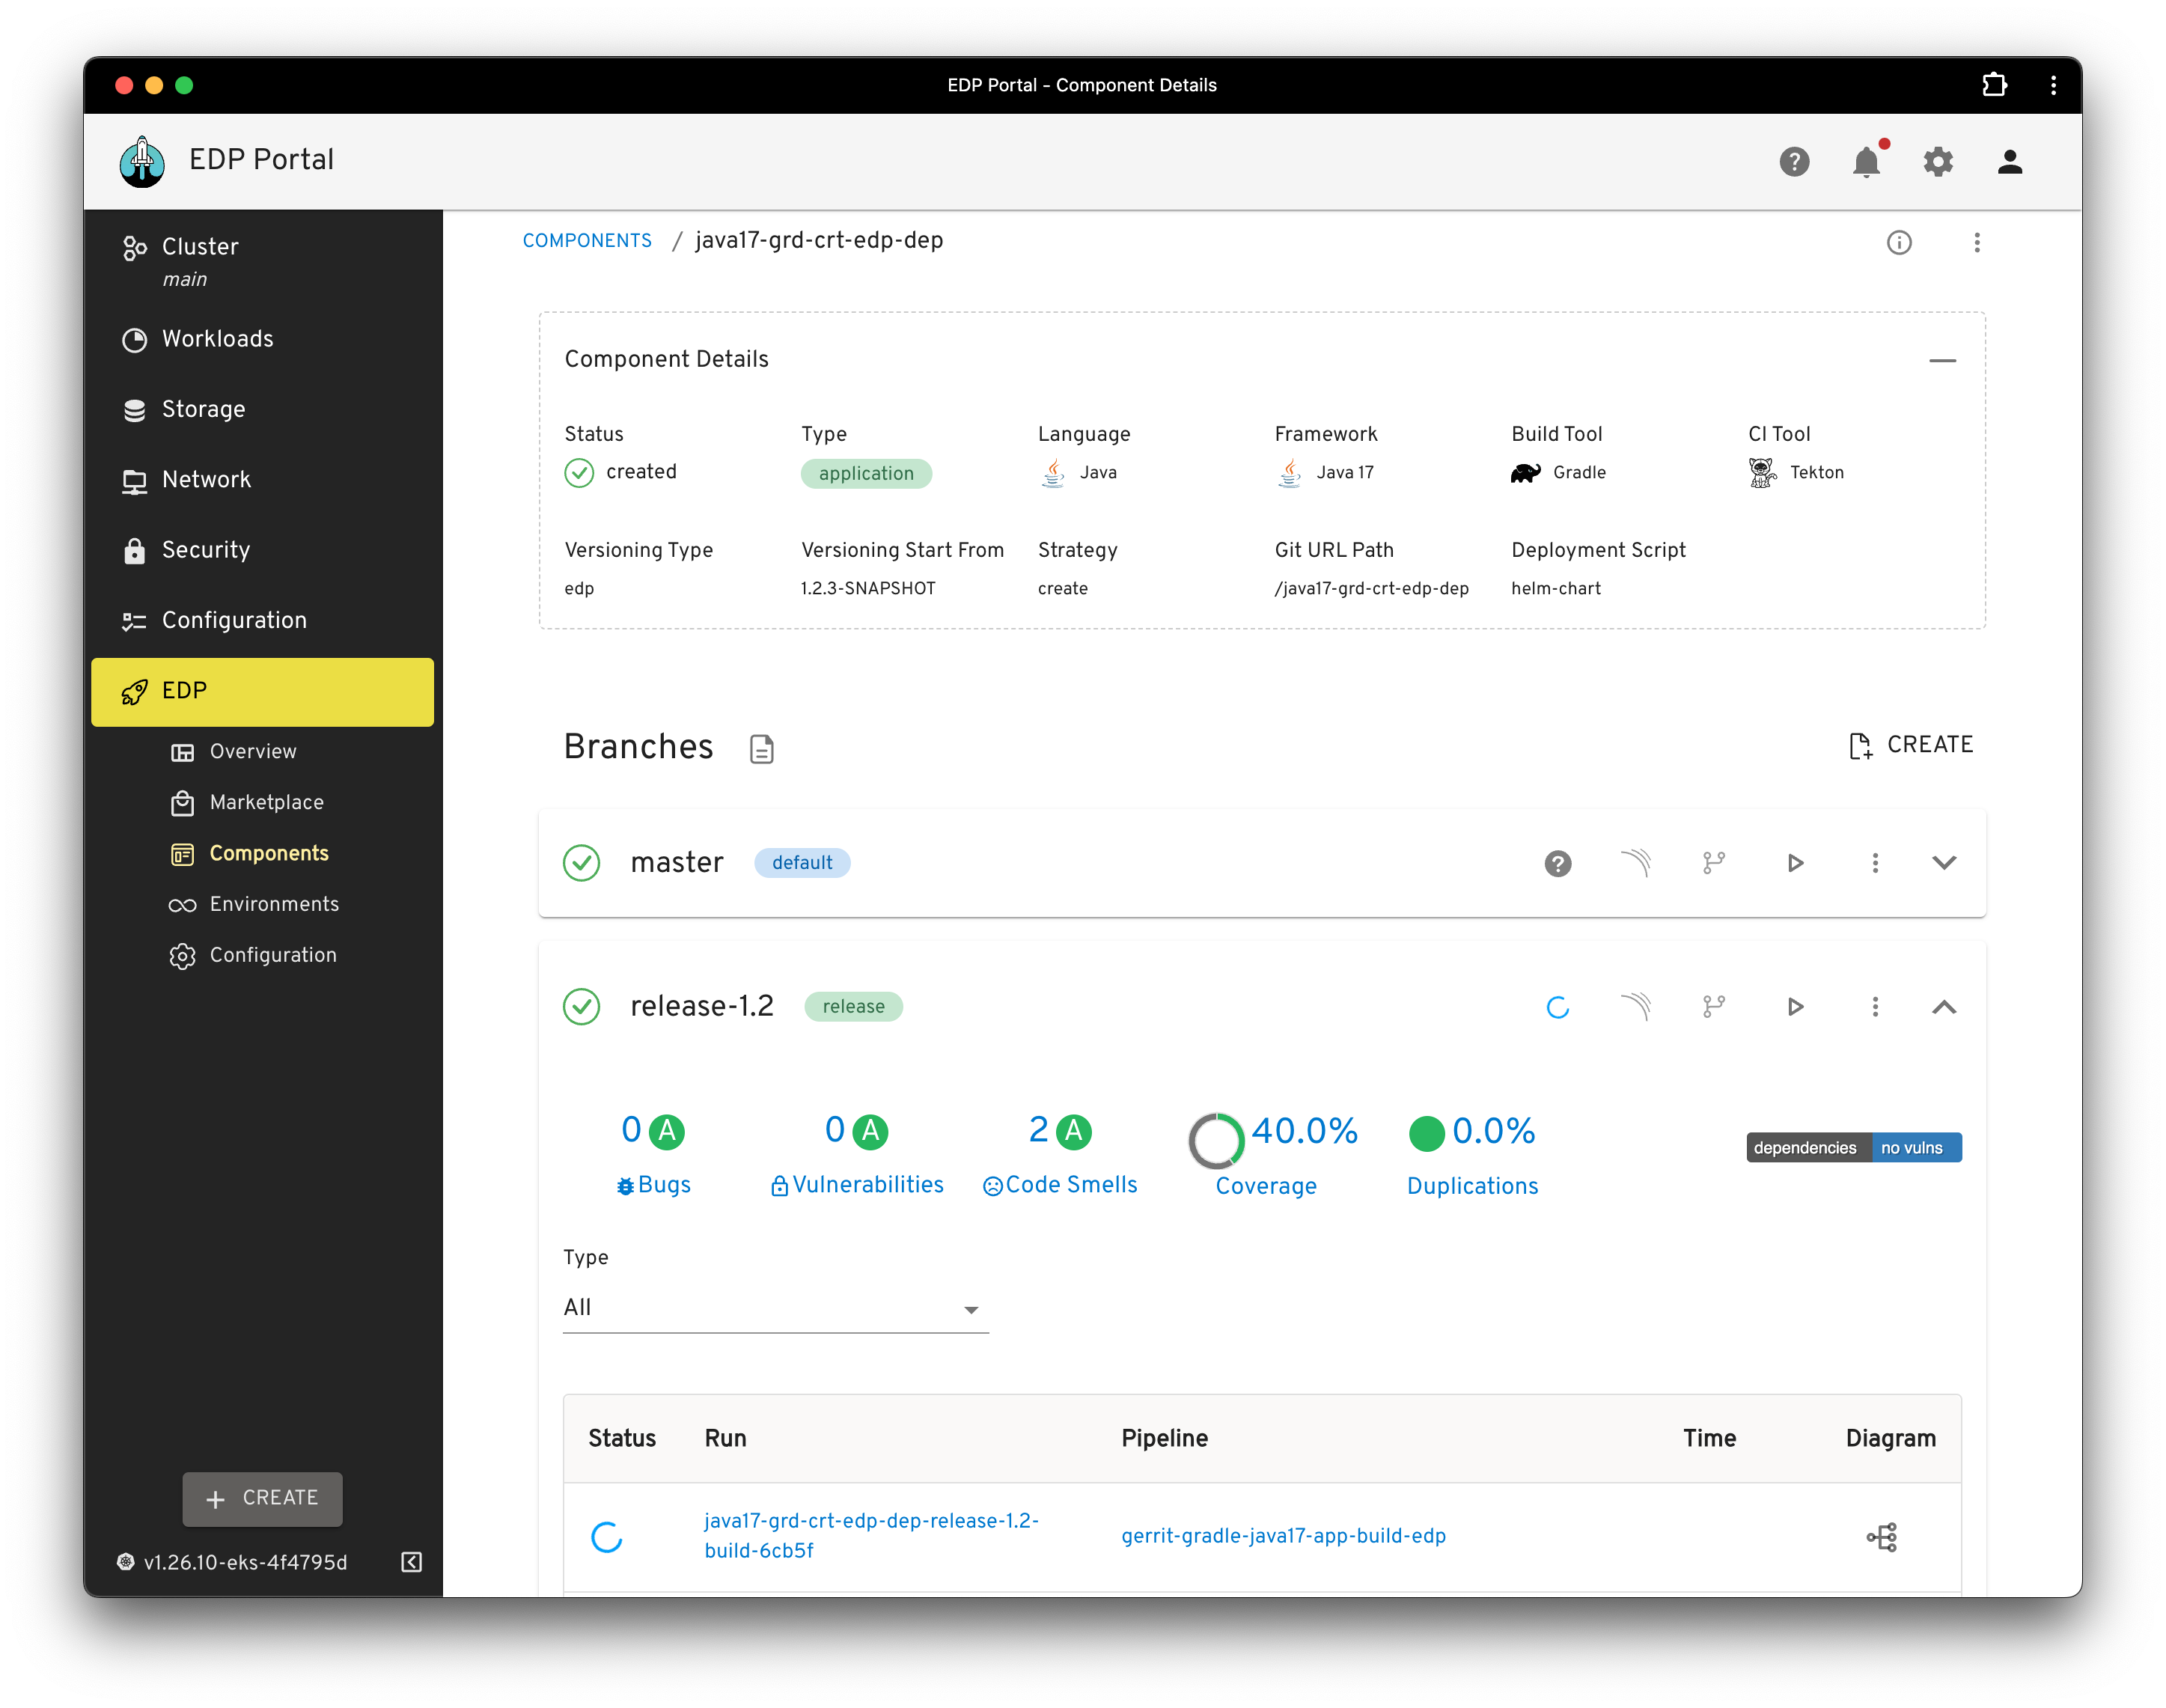 EDP Portal - Component Details
EDP Portal
Cluster
main
Workloads
Storage
Network
Security
Configuration
EDP
Overview
Marketplace
Components
Environments
Configuration
CREATE
v1.26.10-eks-4f4795d
COMPONENTS / java17-grd-crt-edp-dep
Component Details
Status Type Language Framework Build Tool CI Tool
created application Java Java 17 Gradle Tekton
Versioning Type Versioning Start From Strategy Git URL Path Deployment Script
edp 1.2.3-SNAPSHOT create /java17-grd-crt-edp-dep helm-chart
Branches CREATE
master default
release-1.2 release
0 A 0 A 2 A 40.0% 0.0%
dependencies no vulns
Bugs Vulnerabilities Code Smells Coverage Duplications
Type
All
Status Run Pipeline Time Diagram
java17-grd-crt-edp-dep-release-1.2-
build-6cb5f
gerrit-gradle-java17-app-build-edp